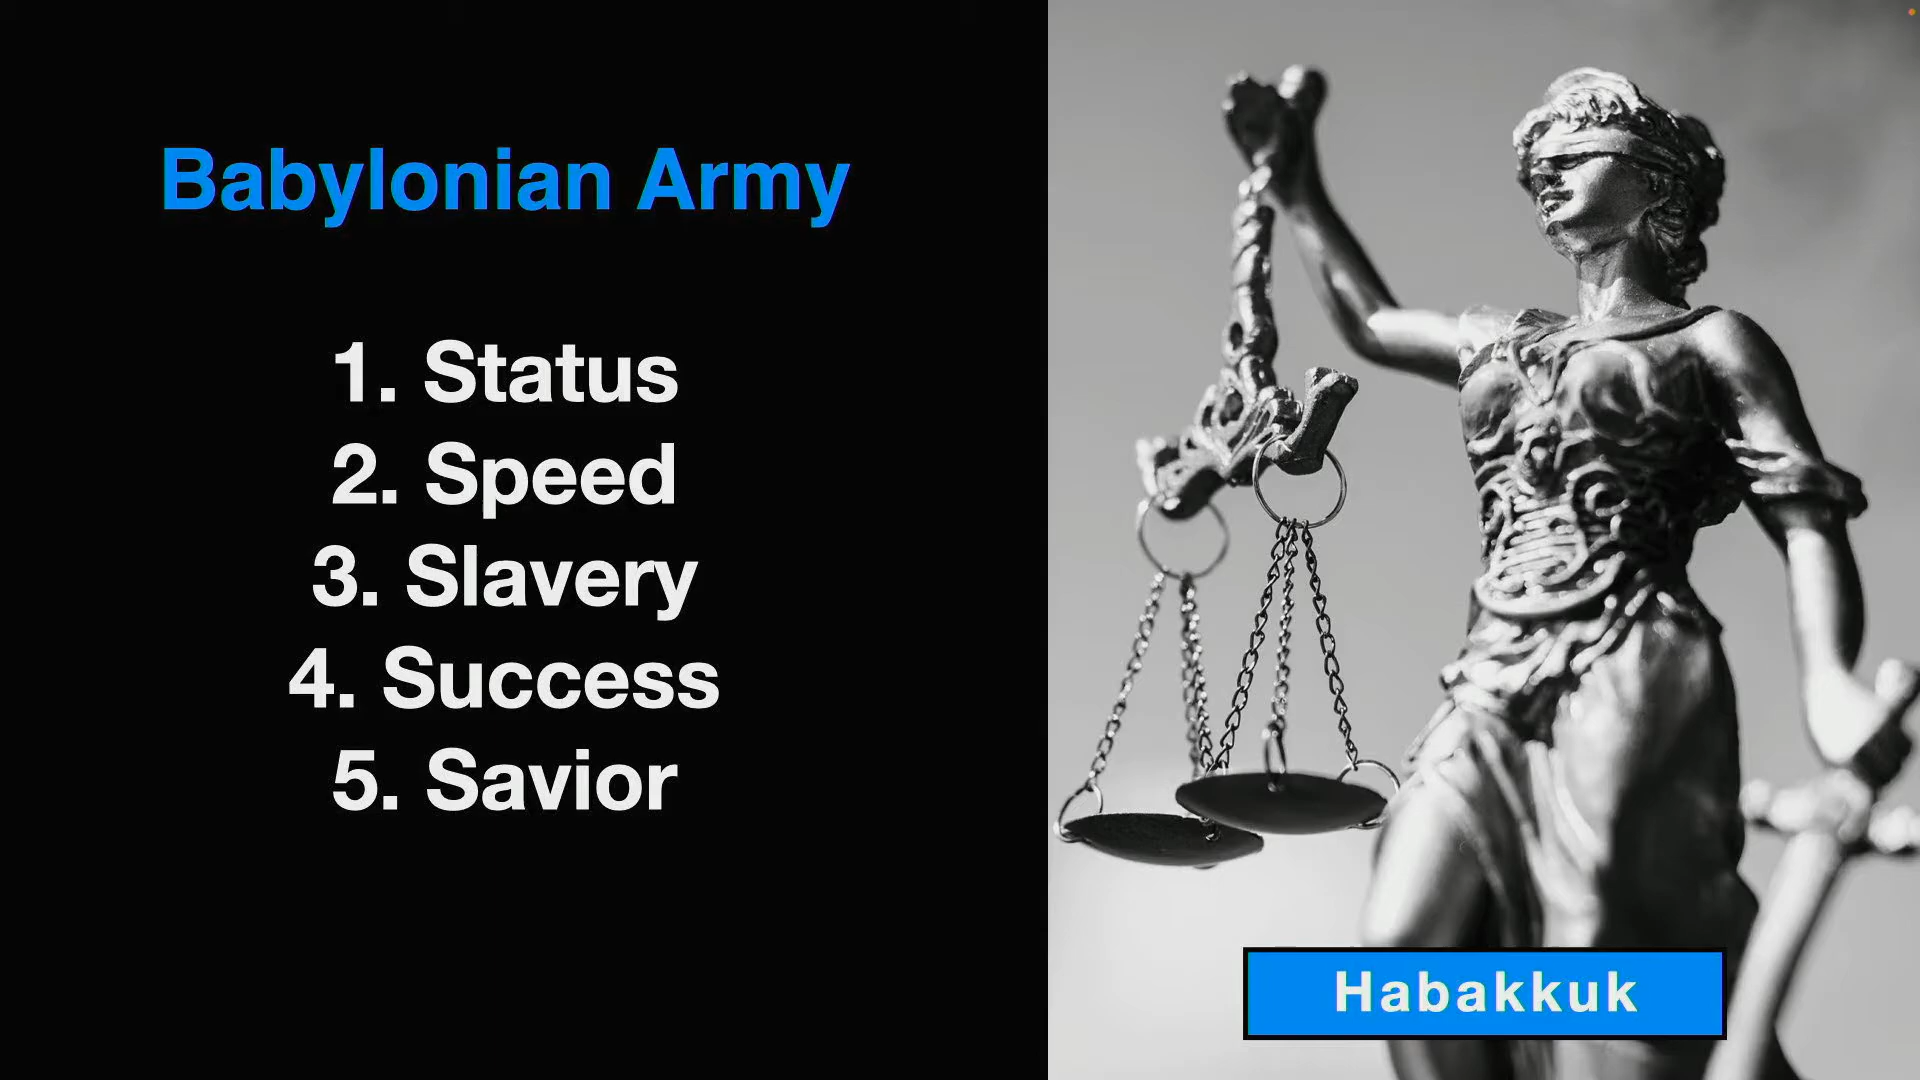 Babylonian Army
1. Status
2. Speed
3. Slavery
4. Success
5. Savior
Habakkuk